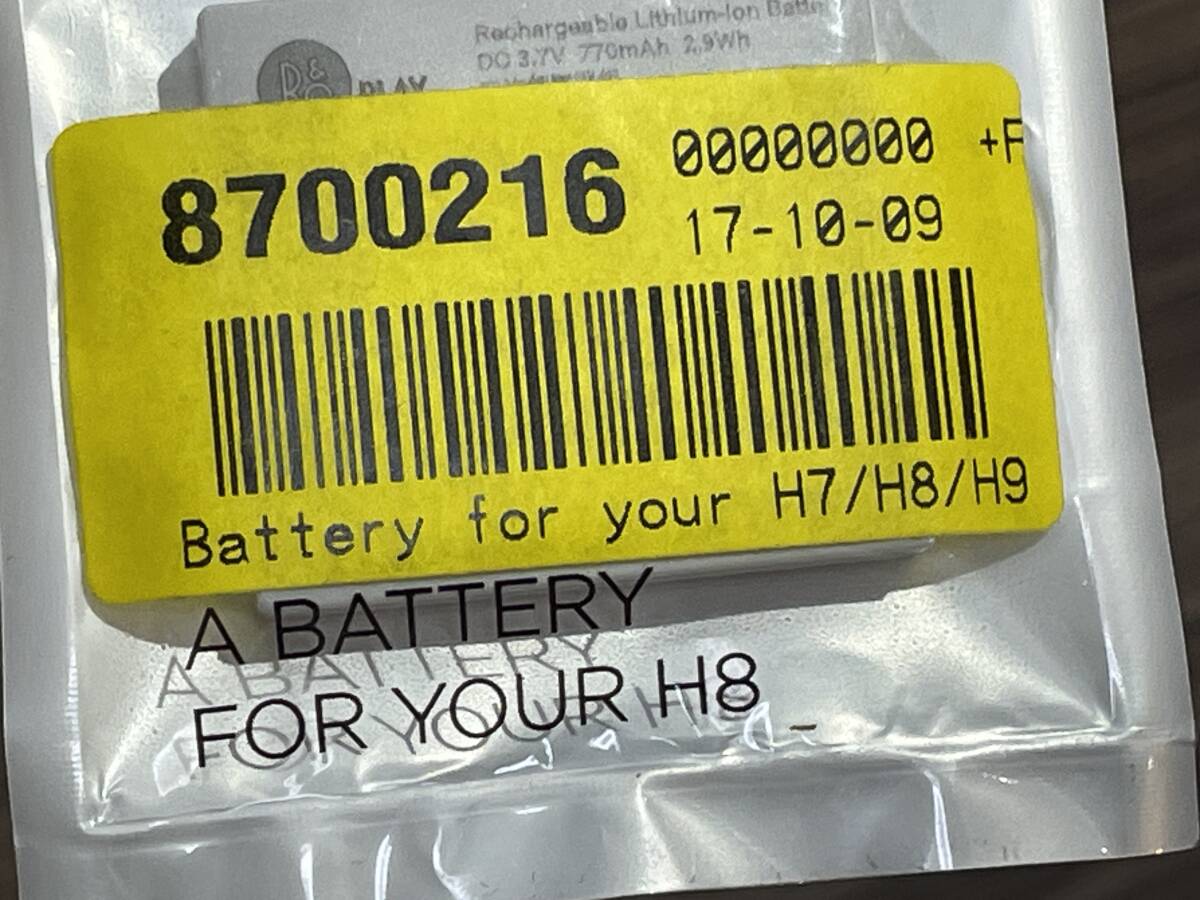 Rechargeable Lithium-Ion
DC 3.7V 770mAh 2.9Wh
B&O PLAY
8700216
00000000 +F
17-10-09
Battery for your H7/H8/H9
A BATTERY
FOR YOUR H8